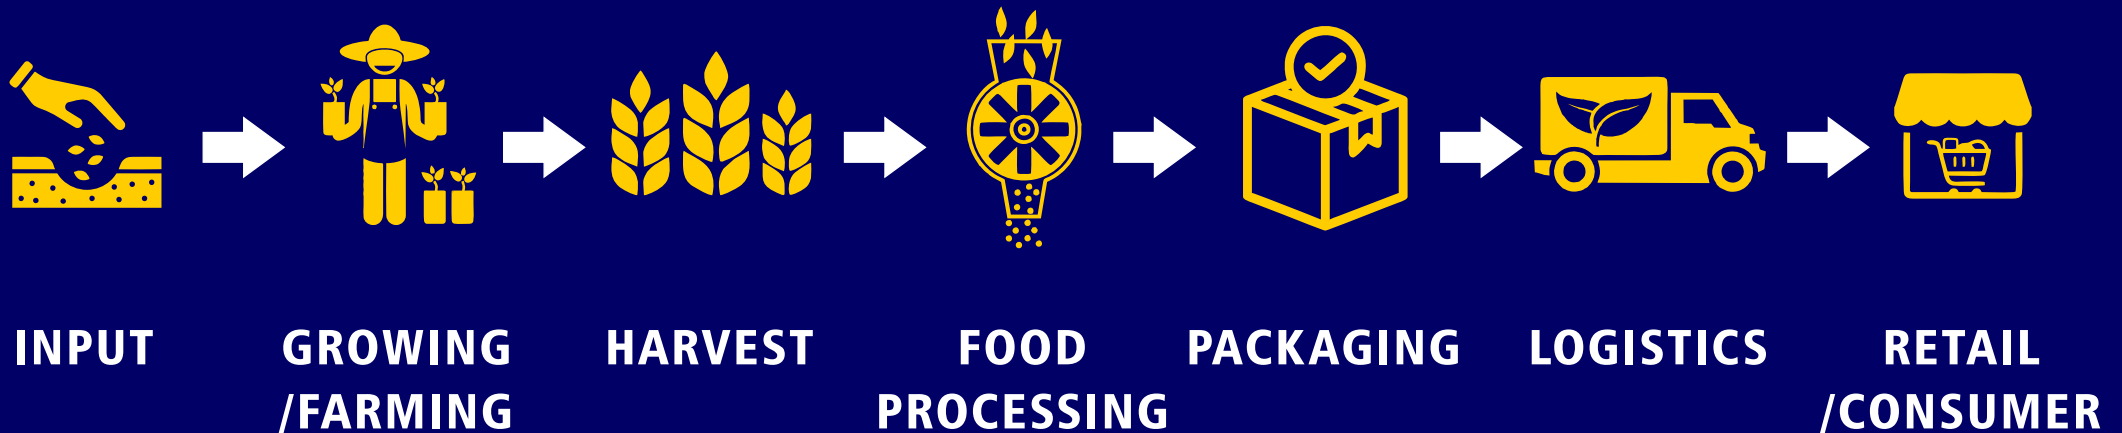 INPUT
GROWING
/FARMING
HARVEST
FOOD
PROCESSING
PACKAGING
LOGISTICS
RETAIL
/CONSUMER